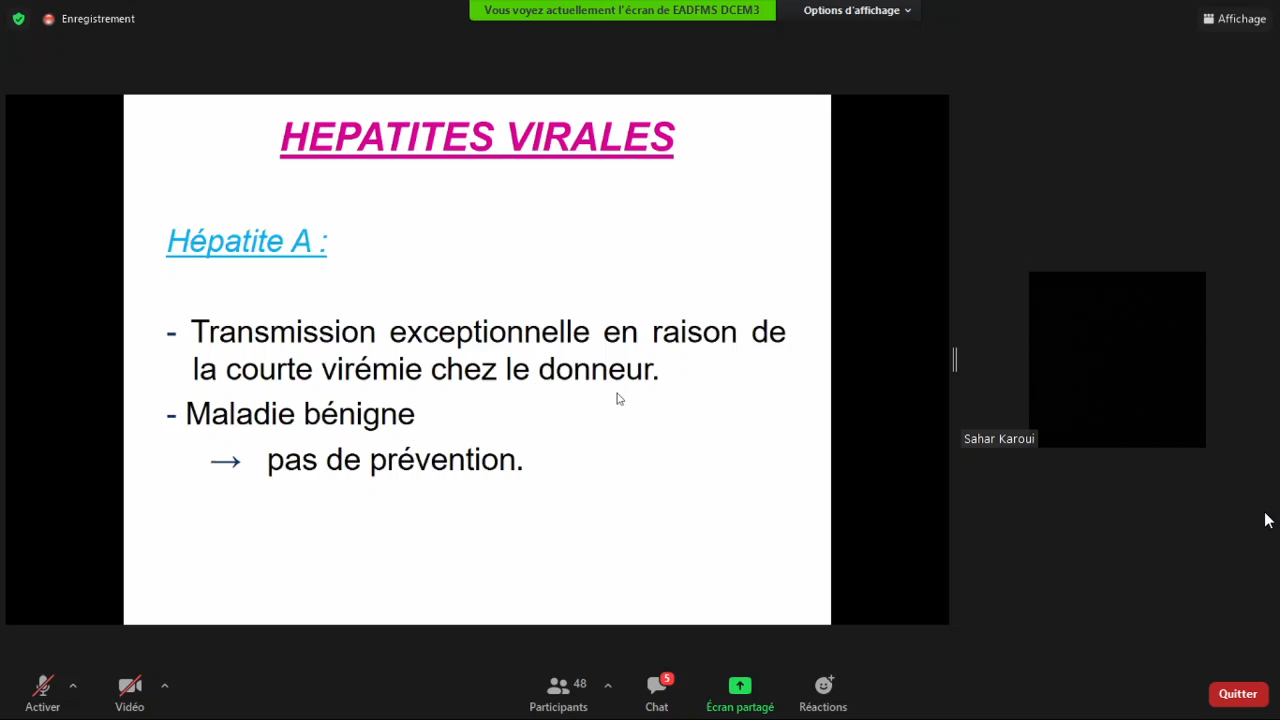 Enregistrement
Vous voyez actuellement l'écran de EADFMS DCEM3
Options d'affichage
Affichage
HEPATITES VIRALES
Hépatite A :
- Transmission exceptionnelle en raison de
la courte virémie chez le donneur.
- Maladie bénigne
→ pas de prévention.
Sahar Karoui
Activer
Vidéo
48
Participants
5
Chat
Écran partagé
Réactions
Quitter